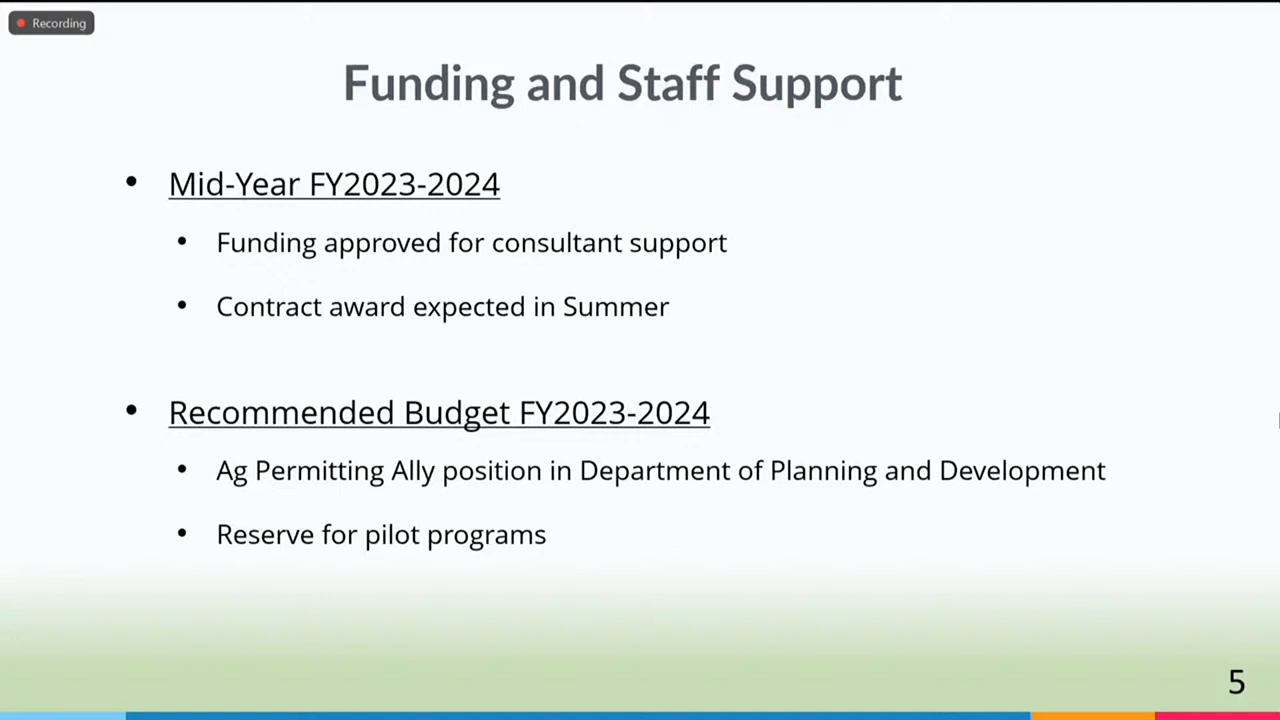 Recording
Funding and Staff Support
• Mid-Year FY2023-2024
• Funding approved for consultant support
• Contract award expected in Summer
• Recommended Budget FY2023-2024
• Ag Permitting Ally position in Department of Planning and Development
• Reserve for pilot programs
5